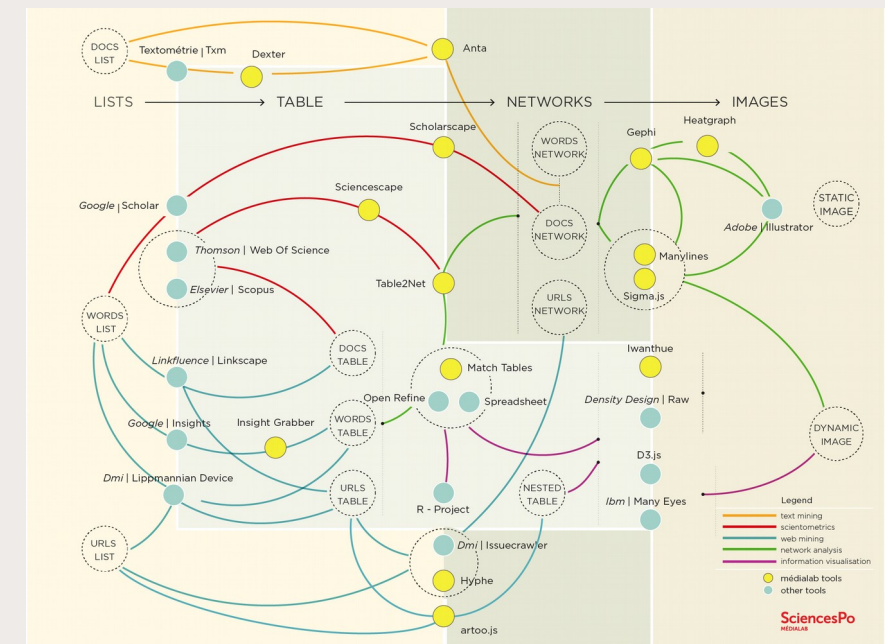 DOCS
LIST
Textométrie | Txm
Dexter
Anta
LISTS
TABLE
NETWORKS
IMAGES
Scholarscape
WORDS
NETWORK
Gephi
Heatgraph
Google | Scholar
Sciencescape
DOCS
NETWORK
Adobe | Illustrator
STATIC
IMAGE
Thomson | Web Of Science
Elsevier | Scopus
Table2Net
Manylines
Sigma.js
WORDS
LIST
URLS
NETWORK
Linkfluence | Linkscape
DOCS
TABLE
Match Tables
Iwanthue
Open Refine
Spreadsheet
Density Design | Raw
Google | Insights
Insight Grabber
WORDS
TABLE
DYNAMIC
IMAGE
D3.js
Dmi | Lippmannian Device
URLS
TABLE
R - Project
NESTED
TABLE
Ibm | Many Eyes
URLS
LIST
Dmi | Issuecrawler
Hyphe
artoo.js
Legend
text mining
scientometrics
web mining
network analysis
information visualisation
médialab tools
other tools
SciencesPo
MÉDIALAB